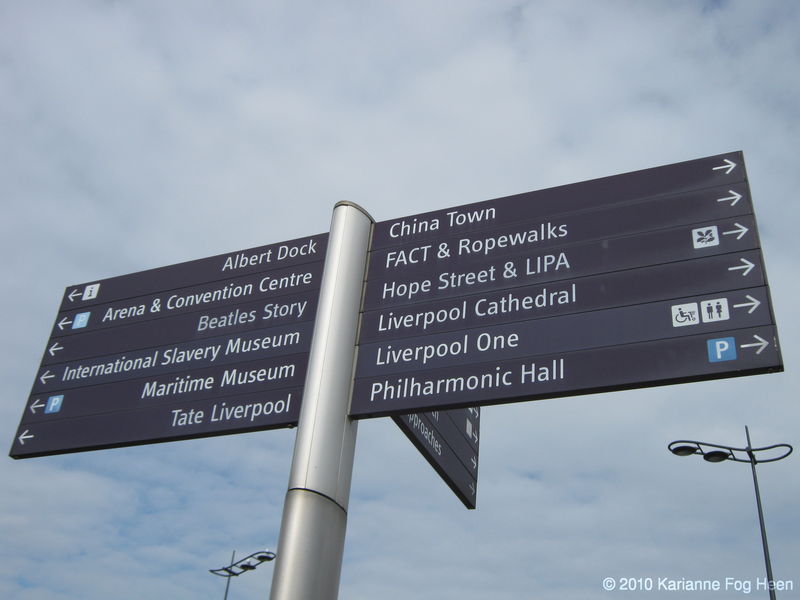 Albert Dock
i
Arena & Convention Centre
P
Beatles Story
International Slavery Museum
Maritime Museum
P
Tate Liverpool
China Town
FACT & Ropewalks
Hope Street & LIPA
Liverpool Cathedral
Liverpool One
Philharmonic Hall
P
© 2010 Karianne Fog Heen